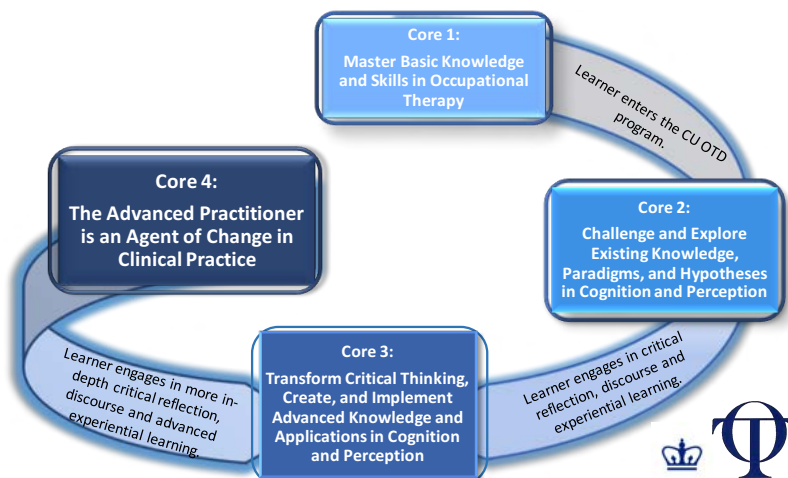 Core 1:
Master Basic Knowledge
and Skills in Occupational
Therapy
Learner enters the CU OTD
program.
Core 2:
Challenge and Explore
Existing Knowledge,
Paradigms, and Hypotheses
in Cognition and Perception
Learner engages in critical
reflection, discourse and
experiential learning.
Core 3:
Transform Critical Thinking,
Create, and Implement
Advanced Knowledge and
Applications in Cognition
and Perception
Learner engages in more in-
depth critical reflection,
discourse and advanced
experiential learning.
Core 4:
The Advanced Practitioner
is an Agent of Change in
Clinical Practice
OT